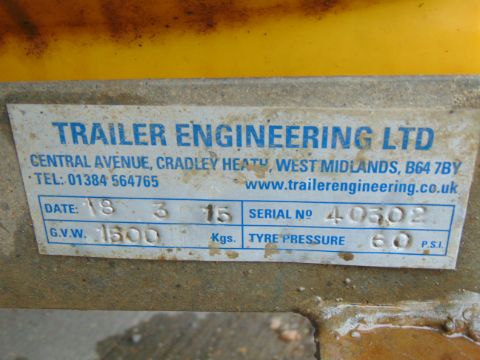 TRAILER ENGINEERING LTD
CENTRAL AVENUE, CRADLEY HEATH, WEST MIDLANDS, B64 7BY
TEL: 01384 564765 www.trailerengineering.co.uk
DATE: 18 3 15 SERIAL Nº 40302
G.V.W. 1500 Kgs. TYRE PRESSURE 60 P.S.I.